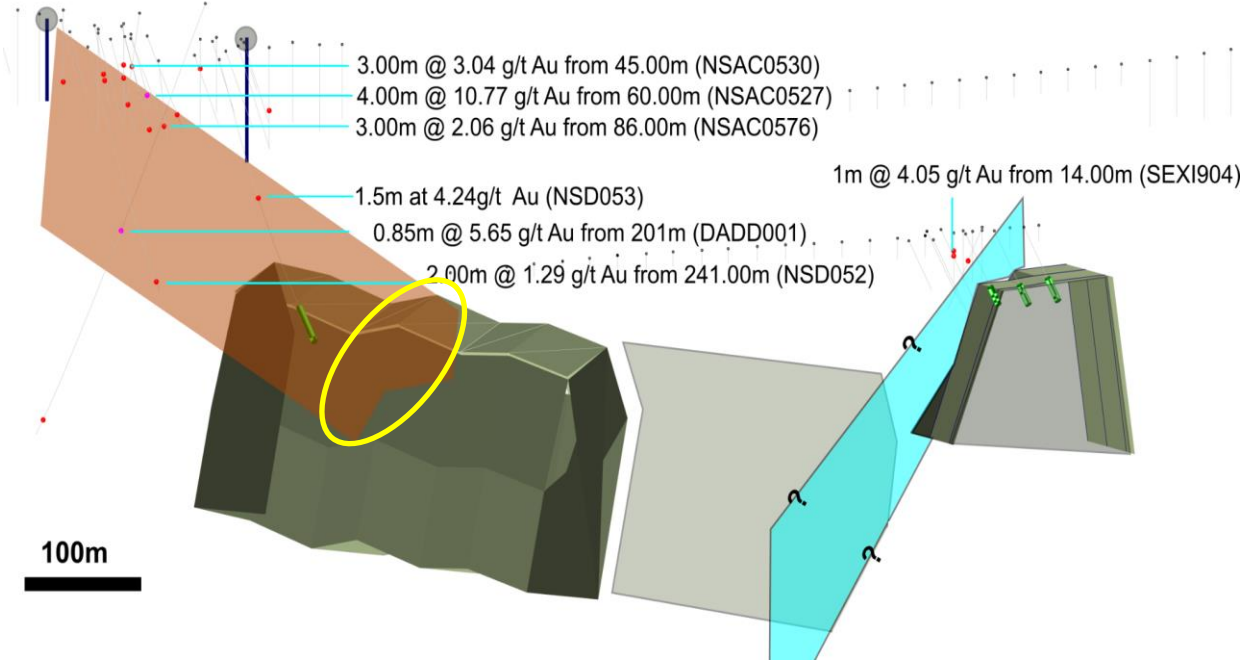 3.00m @ 3.04 g/t Au from 45.00m (NSAC0530)
4.00m @ 10.77 g/t Au from 60.00m (NSAC0527)
3.00m @ 2.06 g/t Au from 86.00m (NSAC0576)
1m @ 4.05 g/t Au from 14.00m (SEXI904)
1.5m at 4.24g/t Au (NSD053)
0.85m @ 5.65 g/t Au from 201m (DADD001)
2.00m @ 1.29 g/t Au from 241.00m (NSD052)
?
?
?
100m